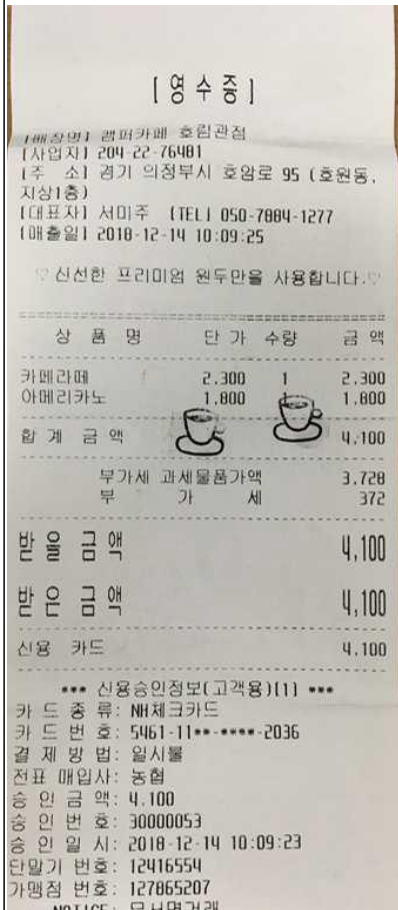 [영수증]
[매장명] 캠퍼카페 호림관점
[사업자] 204-22-76481
[주 소] 경기 의정부시 호암로 95 (호원동,
지상1층)
[대표자] 서미주 [TEL] 050-7884-1277
[매출일] 2018-12-14 10:09:25
♡신선한 프리미엄 원두만을 사용합니다.♡
상 품 명 단 가 수량 금 액
카페라떼 2,300 1 2,300
아메리카노 1,800 1,800
합 계 금 액 4,100
부가세 과세물품가액 3,728
부 가 세 372
받 을 금 액 4,100
받 은 금 액 4,100
신용 카드 4,100
*** 신용승인정보(고객용)[1] ***
카 드 종 류: NH체크카드
카 드 번 호: 5461-11**-****-2036
결 제 방 법: 일시불
전표 매입사: 농협
승 인 금 액: 4,100
승 인 번 호: 30000053
승 인 일 시: 2018-12-14 10:09:23
단말기 번호: 12416554
가맹점 번호: 127865207
NOTICE: 무서명거래